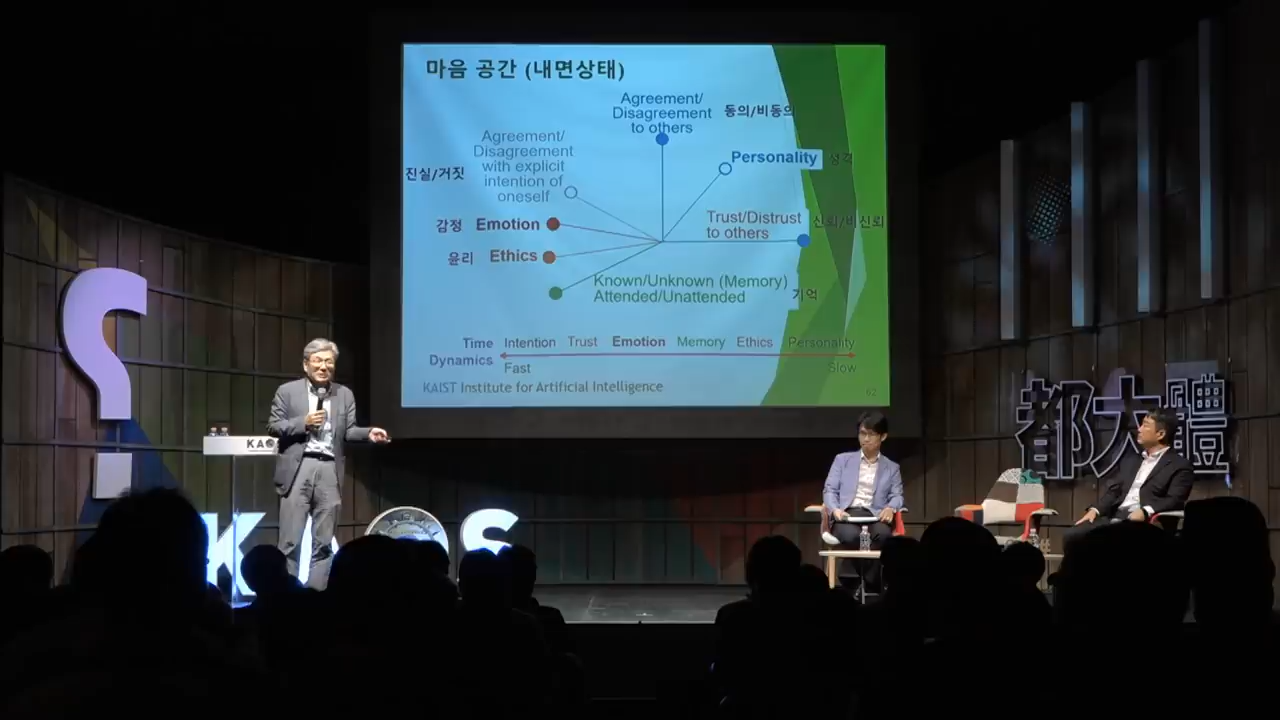 마음 공간 (내면상태)
Agreement/
Disagreement
to others
동의/비동의
Agreement/
Disagreement
with explicit
intention of
oneself
진실/거짓
Personality
성격
Trust/Distrust
to others
신뢰/비신뢰
감정 Emotion
윤리 Ethics
Known/Unknown (Memory)
Attended/Unattended
기억
Time
Dynamics
Intention Trust Emotion Memory Ethics Personality
Fast Slow
KAIST Institute for Artificial Intelligence
62
都大體
KAO
K
S